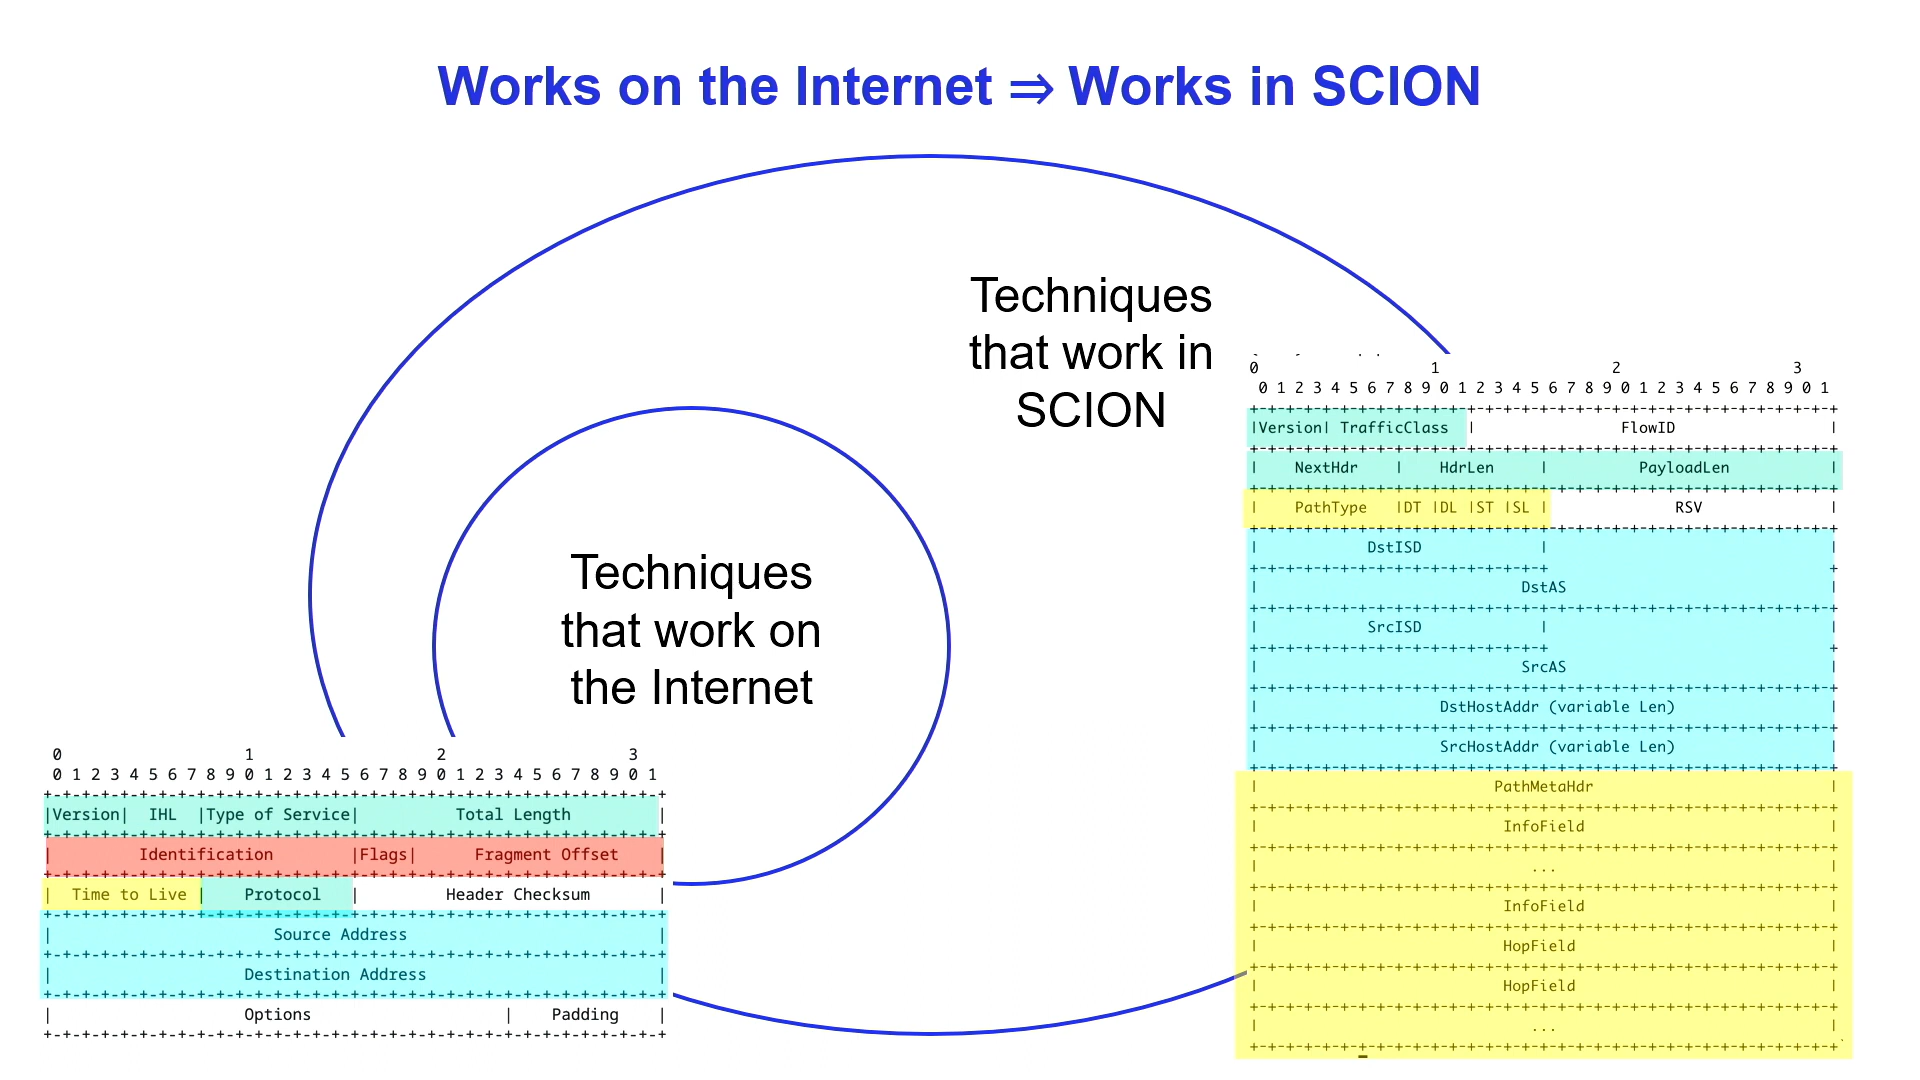 Works on the Internet ⇒ Works in SCION
Techniques
that work in
SCION
Techniques
that work on
the Internet
0 1 2 3
0 1 2 3 4 5 6 7 8 9 0 1 2 3 4 5 6 7 8 9 0 1 2 3 4 5 6 7 8 9 0 1
+-+-+-+-+-+-+-+-+-+-+-+-+-+-+-+-+-+-+-+-+-+-+-+-+-+-+-+-+-+-+-+-+
|Version| TrafficClass | FlowID |
+-+-+-+-+-+-+-+-+-+-+-+-+-+-+-+-+-+-+-+-+-+-+-+-+-+-+-+-+-+-+-+-+
| NextHdr | HdrLen | PayloadLen |
+-+-+-+-+-+-+-+-+-+-+-+-+-+-+-+-+-+-+-+-+-+-+-+-+-+-+-+-+-+-+-+-+
| PathType |DT |DL |ST |SL | RSV |
+-+-+-+-+-+-+-+-+-+-+-+-+-+-+-+-+-+-+-+-+-+-+-+-+-+-+-+-+-+-+-+-+
| DstISD | |
+-+-+-+-+-+-+-+-+-+-+-+-+-+-+-+-+ +
| DstAS |
+-+-+-+-+-+-+-+-+-+-+-+-+-+-+-+-+-+-+-+-+-+-+-+-+-+-+-+-+-+-+-+-+
| SrcISD | |
+-+-+-+-+-+-+-+-+-+-+-+-+-+-+-+-+ +
| SrcAS |
+-+-+-+-+-+-+-+-+-+-+-+-+-+-+-+-+-+-+-+-+-+-+-+-+-+-+-+-+-+-+-+-+
| DstHostAddr (variable Len) |
+-+-+-+-+-+-+-+-+-+-+-+-+-+-+-+-+-+-+-+-+-+-+-+-+-+-+-+-+-+-+-+-+
| SrcHostAddr (variable Len) |
+-+-+-+-+-+-+-+-+-+-+-+-+-+-+-+-+-+-+-+-+-+-+-+-+-+-+-+-+-+-+-+-+
| PathMetaHdr |
+-+-+-+-+-+-+-+-+-+-+-+-+-+-+-+-+-+-+-+-+-+-+-+-+-+-+-+-+-+-+-+-+
| InfoField |
+-+-+-+-+-+-+-+-+-+-+-+-+-+-+-+-+-+-+-+-+-+-+-+-+-+-+-+-+-+-+-+-+
| ... |
+-+-+-+-+-+-+-+-+-+-+-+-+-+-+-+-+-+-+-+-+-+-+-+-+-+-+-+-+-+-+-+-+
| InfoField |
+-+-+-+-+-+-+-+-+-+-+-+-+-+-+-+-+-+-+-+-+-+-+-+-+-+-+-+-+-+-+-+-+
| HopField |
+-+-+-+-+-+-+-+-+-+-+-+-+-+-+-+-+-+-+-+-+-+-+-+-+-+-+-+-+-+-+-+-+
| HopField |
+-+-+-+-+-+-+-+-+-+-+-+-+-+-+-+-+-+-+-+-+-+-+-+-+-+-+-+-+-+-+-+-+
| ... |
+-+-+-+-+-+-+-+-+-+-+-+-+-+-+-+-+-+-+-+-+-+-+-+-+-+-+-+-+-+-+-+-+
0 1 2 3
0 1 2 3 4 5 6 7 8 9 0 1 2 3 4 5 6 7 8 9 0 1 2 3 4 5 6 7 8 9 0 1
+-+-+-+-+-+-+-+-+-+-+-+-+-+-+-+-+-+-+-+-+-+-+-+-+-+-+-+-+-+-+-+-+
|Version| IHL |Type of Service| Total Length |
+-+-+-+-+-+-+-+-+-+-+-+-+-+-+-+-+-+-+-+-+-+-+-+-+-+-+-+-+-+-+-+-+
| Identification |Flags| Fragment Offset |
+-+-+-+-+-+-+-+-+-+-+-+-+-+-+-+-+-+-+-+-+-+-+-+-+-+-+-+-+-+-+-+-+
| Time to Live | Protocol | Header Checksum |
+-+-+-+-+-+-+-+-+-+-+-+-+-+-+-+-+-+-+-+-+-+-+-+-+-+-+-+-+-+-+-+-+
| Source Address |
+-+-+-+-+-+-+-+-+-+-+-+-+-+-+-+-+-+-+-+-+-+-+-+-+-+-+-+-+-+-+-+-+
| Destination Address |
+-+-+-+-+-+-+-+-+-+-+-+-+-+-+-+-+-+-+-+-+-+-+-+-+-+-+-+-+-+-+-+-+
| Options | Padding |
+-+-+-+-+-+-+-+-+-+-+-+-+-+-+-+-+-+-+-+-+-+-+-+-+-+-+-+-+-+-+-+-+